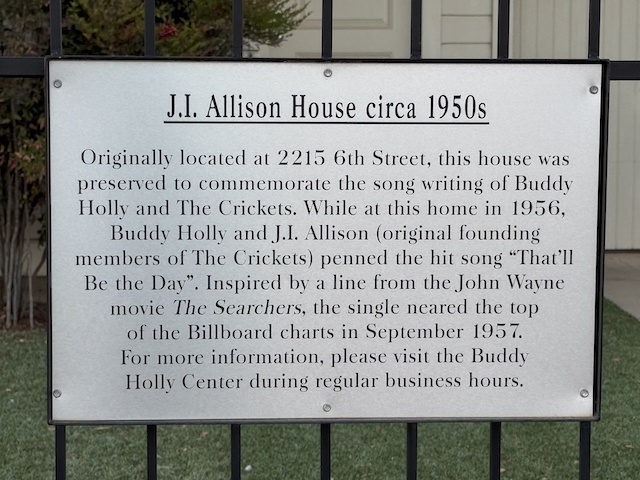 J.I. Allison House circa 1950s
Originally located at 2215 6th Street, this house was
preserved to commemorate the song writing of Buddy
Holly and The Crickets. While at this home in 1956,
Buddy Holly and J.I. Allison (original founding
members of The Crickets) penned the hit song “That’ll
Be the Day”. Inspired by a line from the John Wayne
movie The Searchers, the single neared the top
of the Billboard charts in September 1957.
For more information, please visit the Buddy
Holly Center during regular business hours.